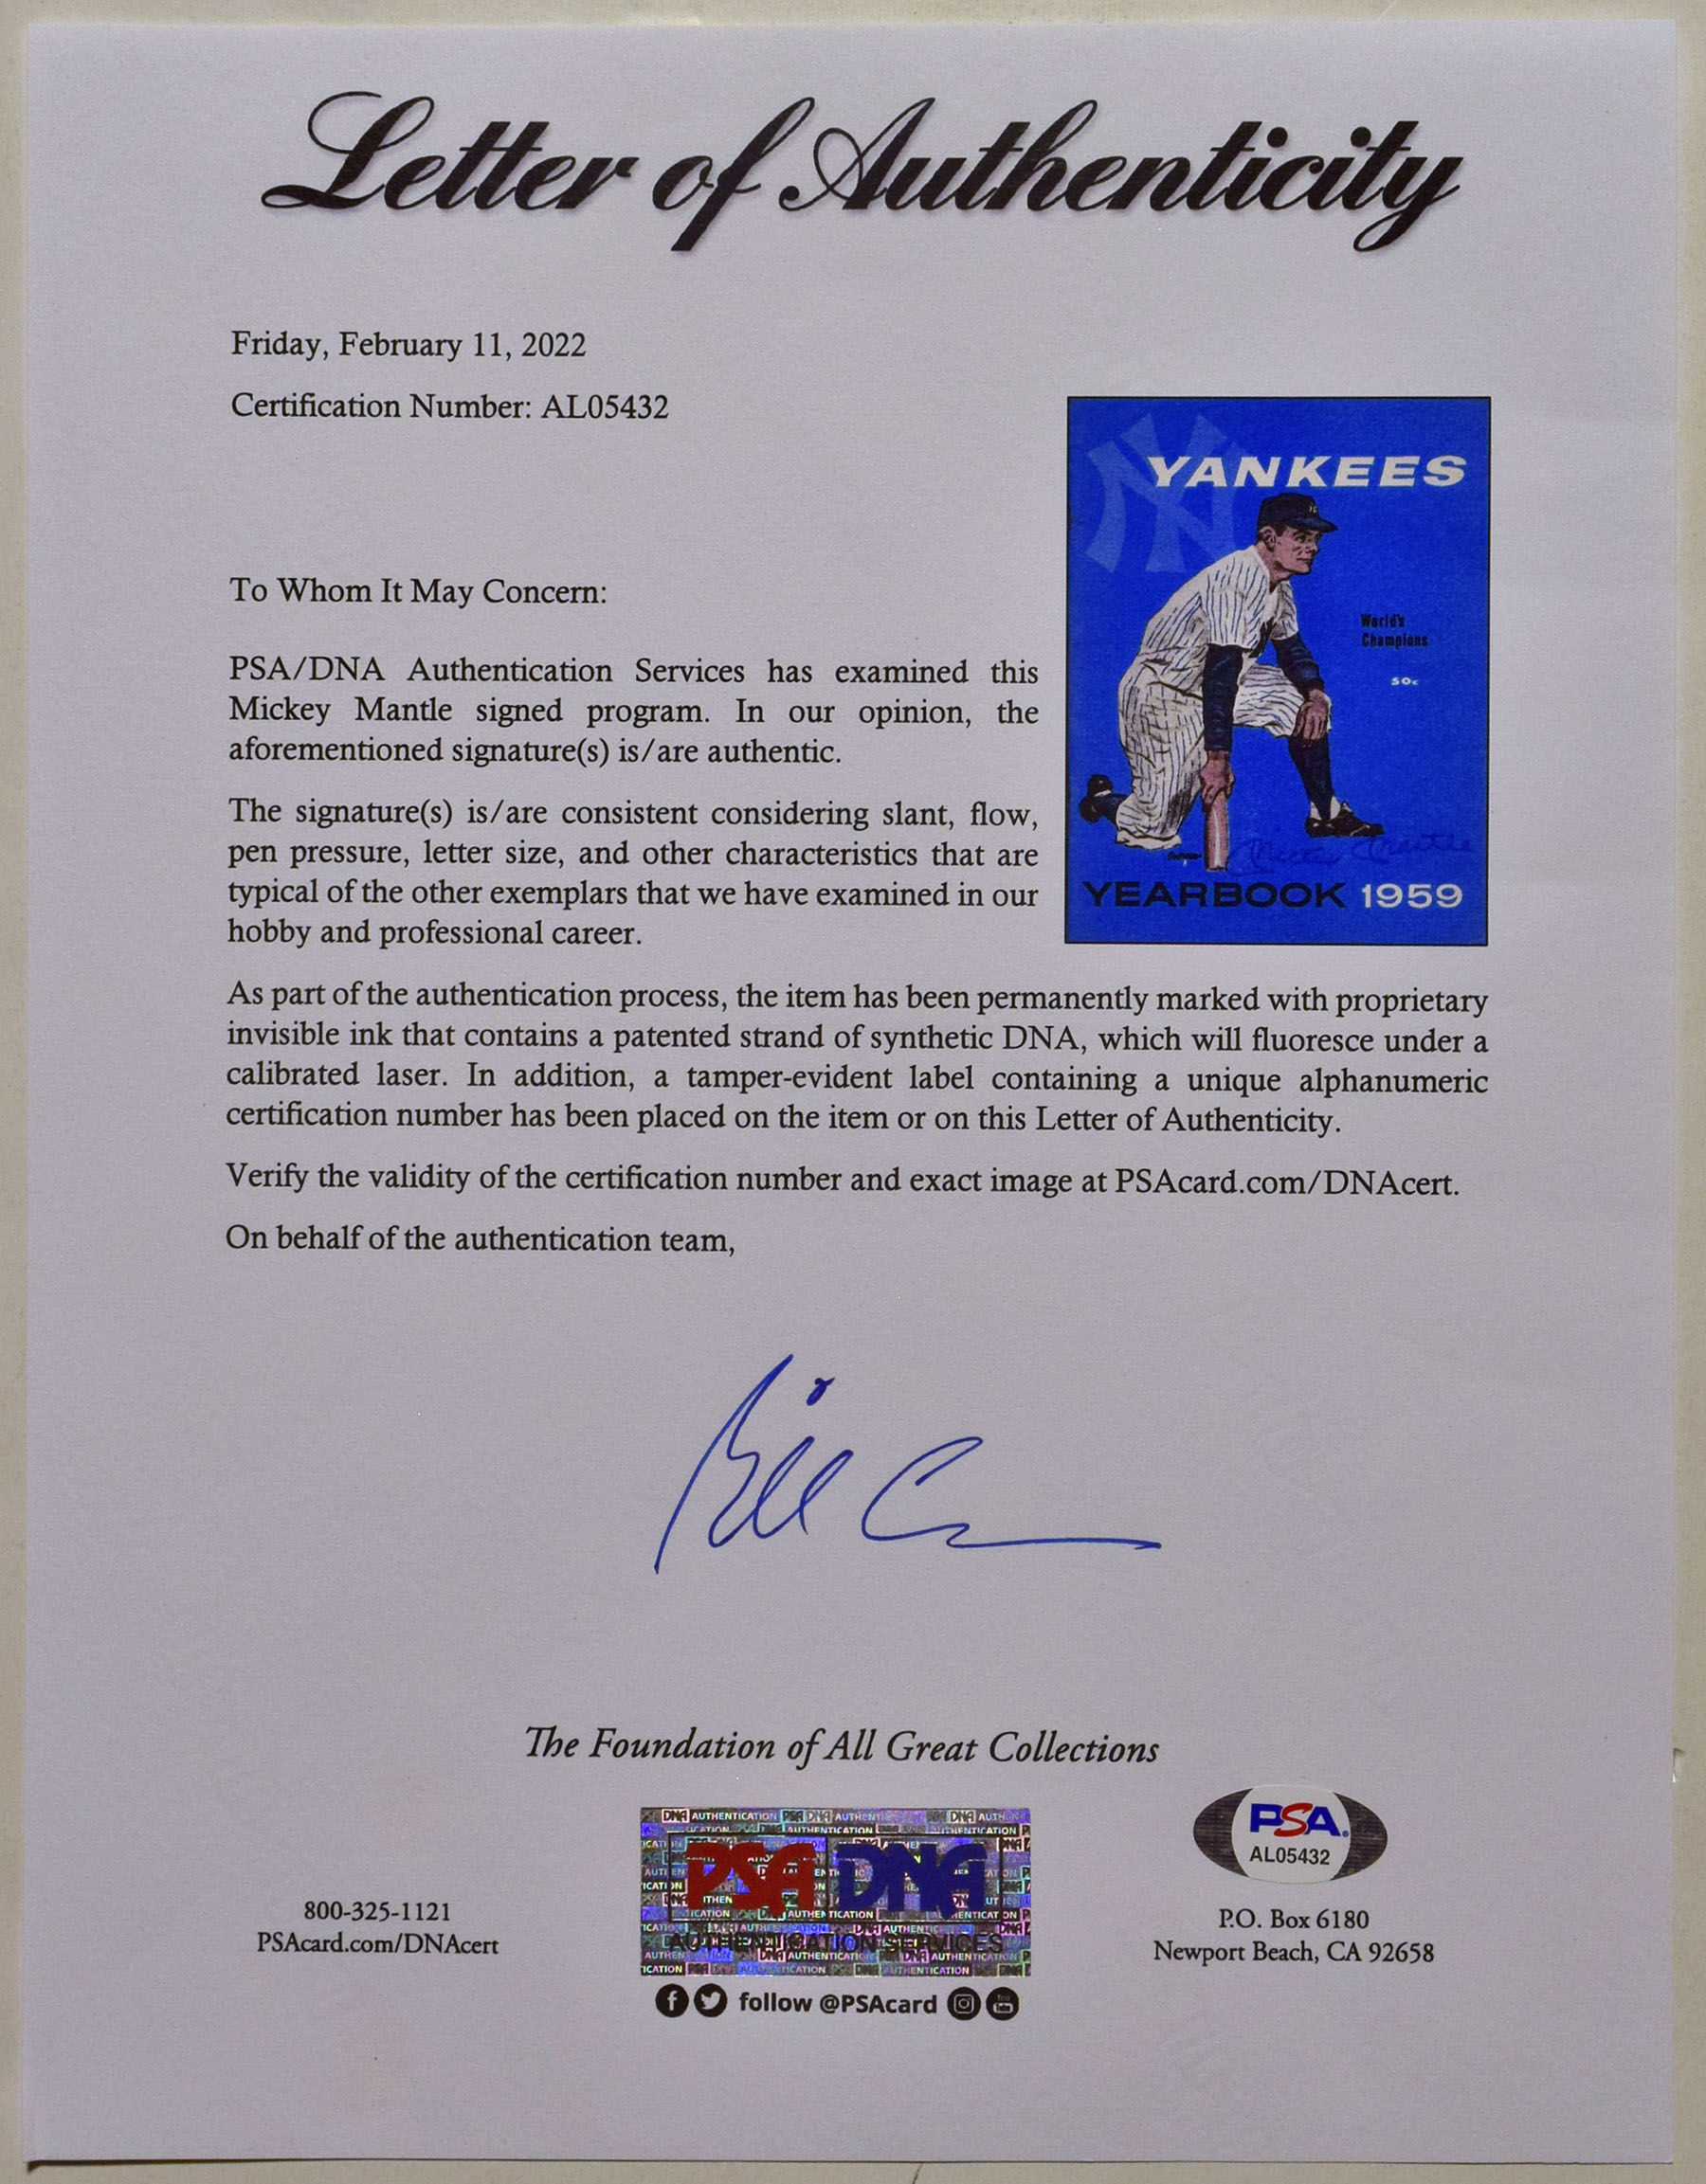 Letter of Authenticity
Friday, February 11, 2022
Certification Number: AL05432
YANKEES
World's
Champions
50c
Mickey Mantle
YEARBOOK 1959
To Whom It May Concern:
PSA/DNA Authentication Services has examined this
Mickey Mantle signed program. In our opinion, the
aforementioned signature(s) is/are authentic.
The signature(s) is/are consistent considering slant, flow,
pen pressure, letter size, and other characteristics that are
typical of the other exemplars that we have examined in our
hobby and professional career.
As part of the authentication process, the item has been permanently marked with proprietary
invisible ink that contains a patented strand of synthetic DNA, which will fluoresce under a
calibrated laser. In addition, a tamper-evident label containing a unique alphanumeric
certification number has been placed on the item or on this Letter of Authenticity.
Verify the validity of the certification number and exact image at PSAcard.com/DNAcert.
On behalf of the authentication team,
The Foundation of All Great Collections
PSA DNA
AUTHENTICATION SERVICES
follow @PSAcard
800-325-1121
PSAcard.com/DNAcert
PSA
AL05432
P.O. Box 6180
Newport Beach, CA 92658